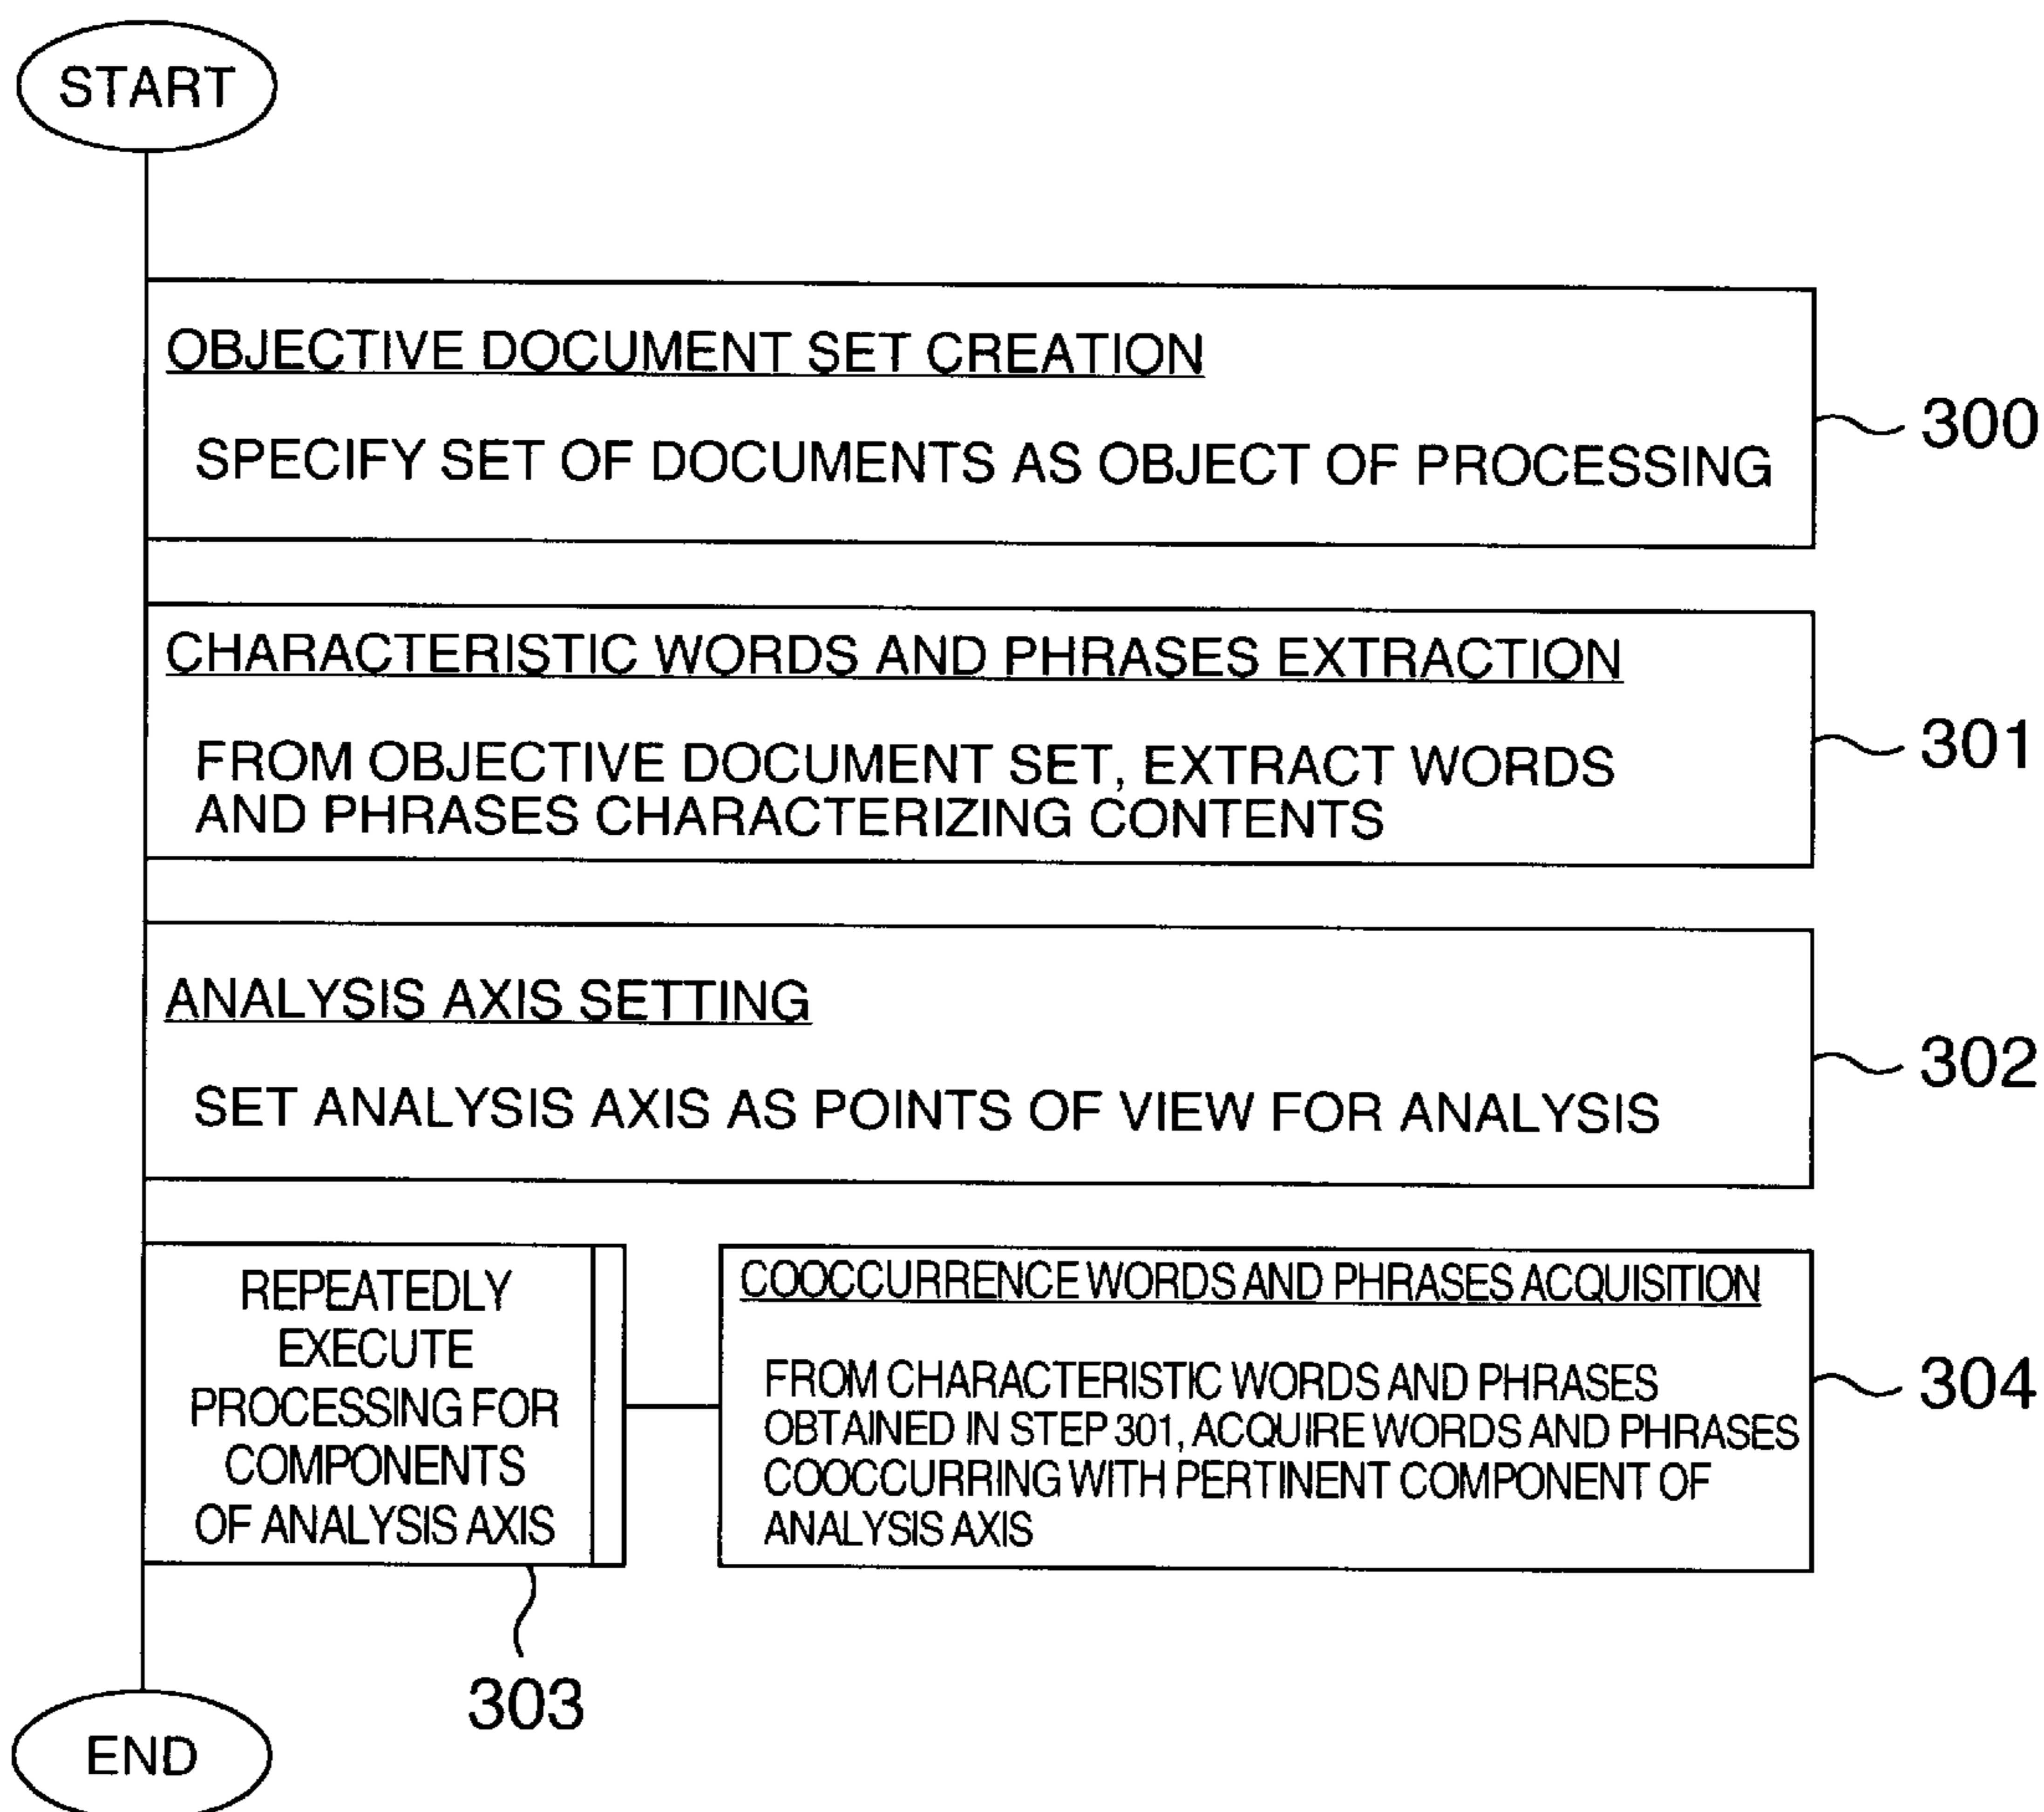 START
OBJECTIVE DOCUMENT SET CREATION
SPECIFY SET OF DOCUMENTS AS OBJECT OF PROCESSING
300
CHARACTERISTIC WORDS AND PHRASES EXTRACTION
FROM OBJECTIVE DOCUMENT SET, EXTRACT WORDS
AND PHRASES CHARACTERIZING CONTENTS
301
ANALYSIS AXIS SETTING
SET ANALYSIS AXIS AS POINTS OF VIEW FOR ANALYSIS
302
REPEATEDLY
EXECUTE
PROCESSING FOR
COMPONENTS
OF ANALYSIS AXIS
303
COOCCURRENCE WORDS AND PHRASES ACQUISITION
FROM CHARACTERISTIC WORDS AND PHRASES
OBTAINED IN STEP 301, ACQUIRE WORDS AND PHRASES
COOCCURRING WITH PERTINENT COMPONENT OF
ANALYSIS AXIS
304
END